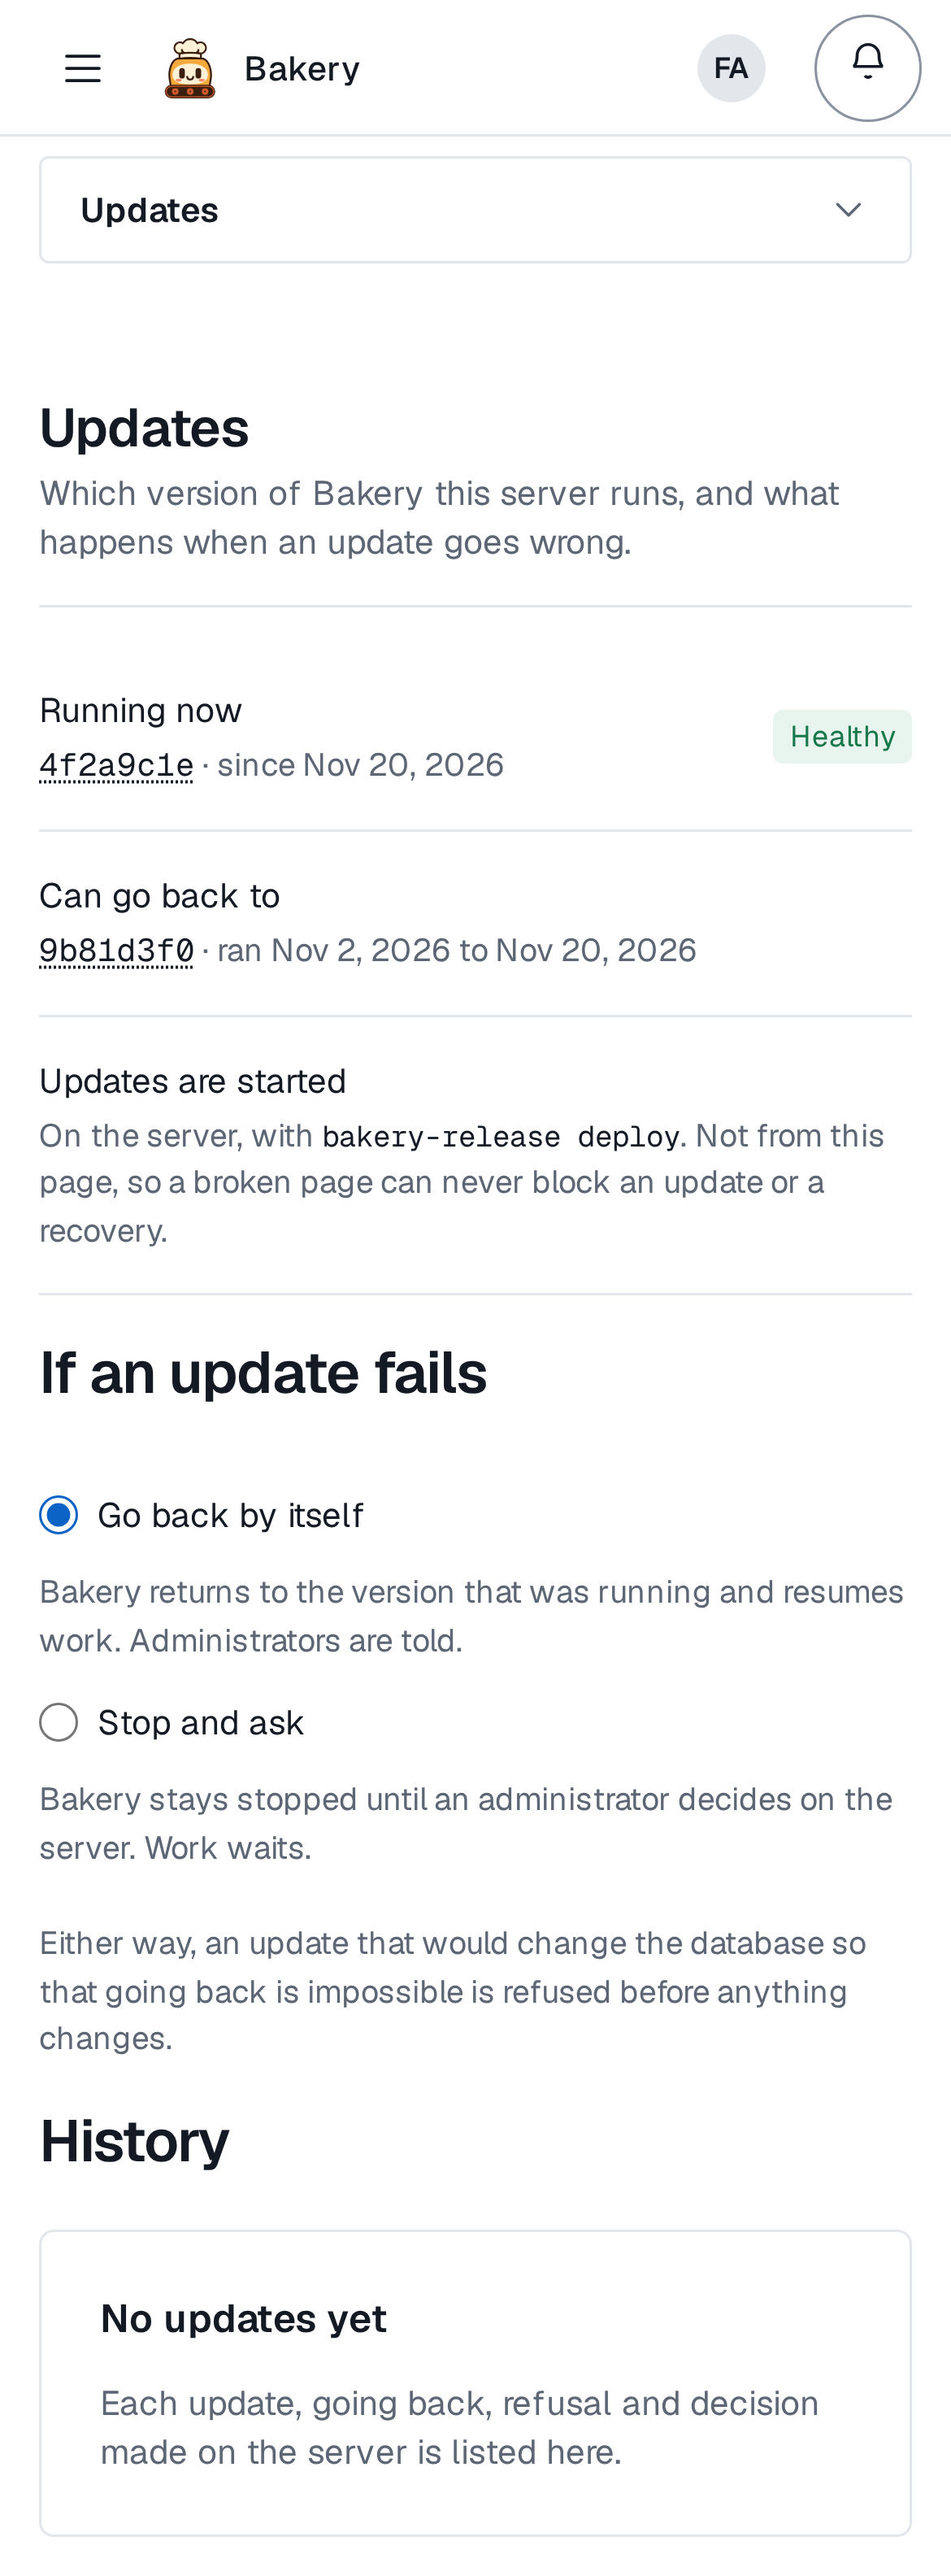 Bakery
FA
Updates
Updates
Which version of Bakery this server runs, and what
happens when an update goes wrong.
Running now
4f2a9c1e · since Nov 20, 2026
Healthy
Can go back to
9b81d3f0 · ran Nov 2, 2026 to Nov 20, 2026
Updates are started
On the server, with bakery-release deploy. Not from this
page, so a broken page can never block an update or a
recovery.
If an update fails
Go back by itself
Bakery returns to the version that was running and resumes
work. Administrators are told.
Stop and ask
Bakery stays stopped until an administrator decides on the
server. Work waits.
Either way, an update that would change the database so
that going back is impossible is refused before anything
changes.
History
No updates yet
Each update, going back, refusal and decision
made on the server is listed here.